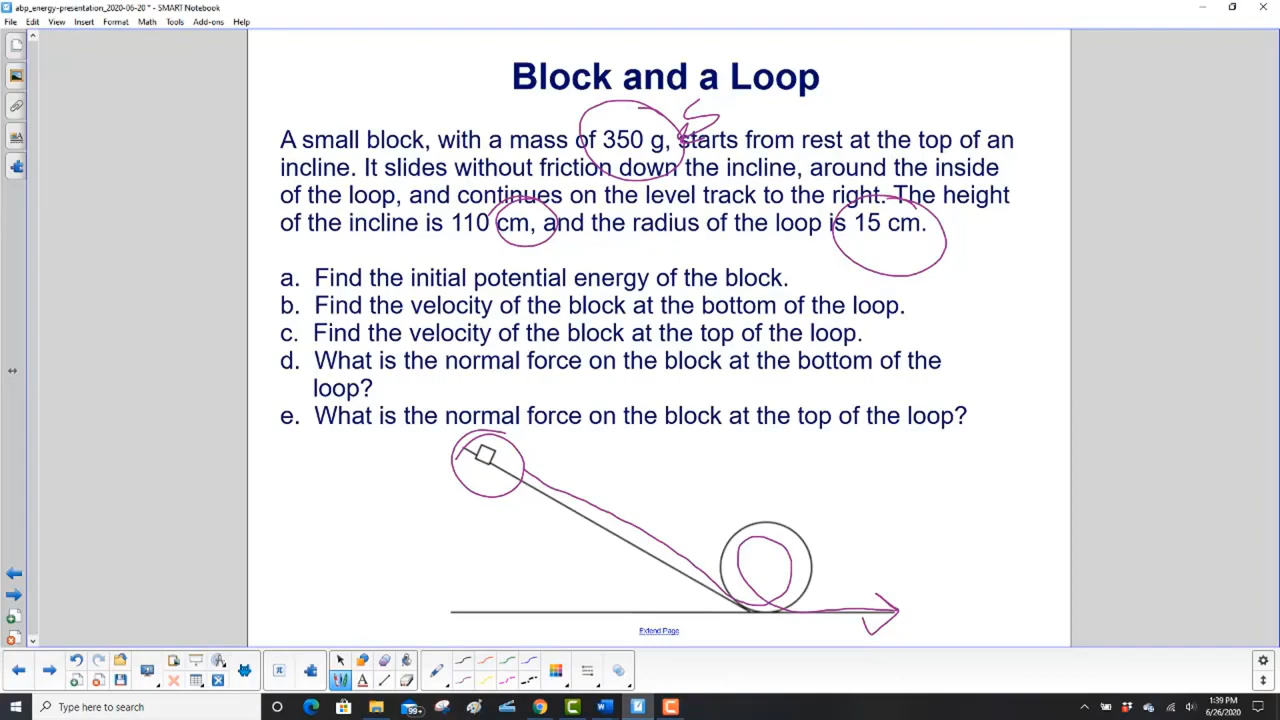 abp_energy-presentation_2020-06-20 * - SMART Notebook
File Edit View Insert Format Math Tools Add-ons Help
Block and a Loop
A small block, with a mass of 350 g, starts from rest at the top of an
incline. It slides without friction down the incline, around the inside
of the loop, and continues on the level track to the right. The height
of the incline is 110 cm, and the radius of the loop is 15 cm.
a. Find the initial potential energy of the block.
b. Find the velocity of the block at the bottom of the loop.
c. Find the velocity of the block at the top of the loop.
d. What is the normal force on the block at the bottom of the
loop?
e. What is the normal force on the block at the top of the loop?
Extend Page
Type here to search
99+
1:39 PM
6/26/2020